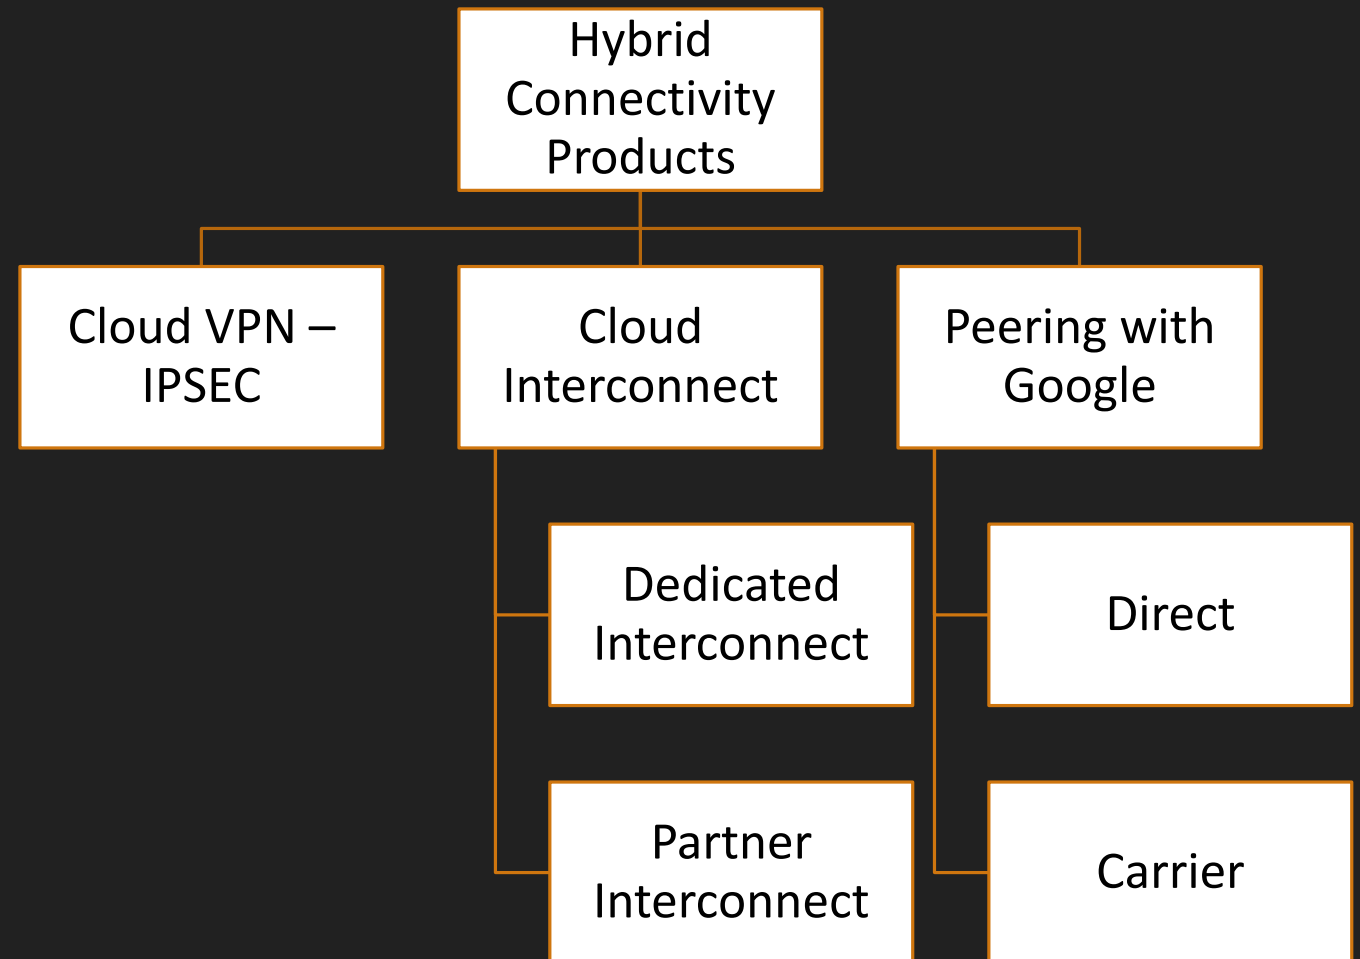 Hybrid
Connectivity
Products
Cloud VPN –
IPSEC
Cloud
Interconnect
Peering with
Google
Dedicated
Interconnect
Direct
Partner
Interconnect
Carrier